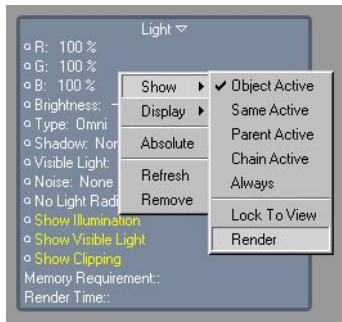 Light
R: 100 %
G: 100 %
B: 100 %
Brightness:
Type: Omni
Shadow:
Visible Light:
Noise: None
No Light
Show Illumination
Show Visible Light
Show Clipping
Memory Requirement::
Render Time::
Show
Display
Absolute
Refresh
Remove
Object Active
Same Active
Parent Active
Chain Active
Always
Lock To View
Render